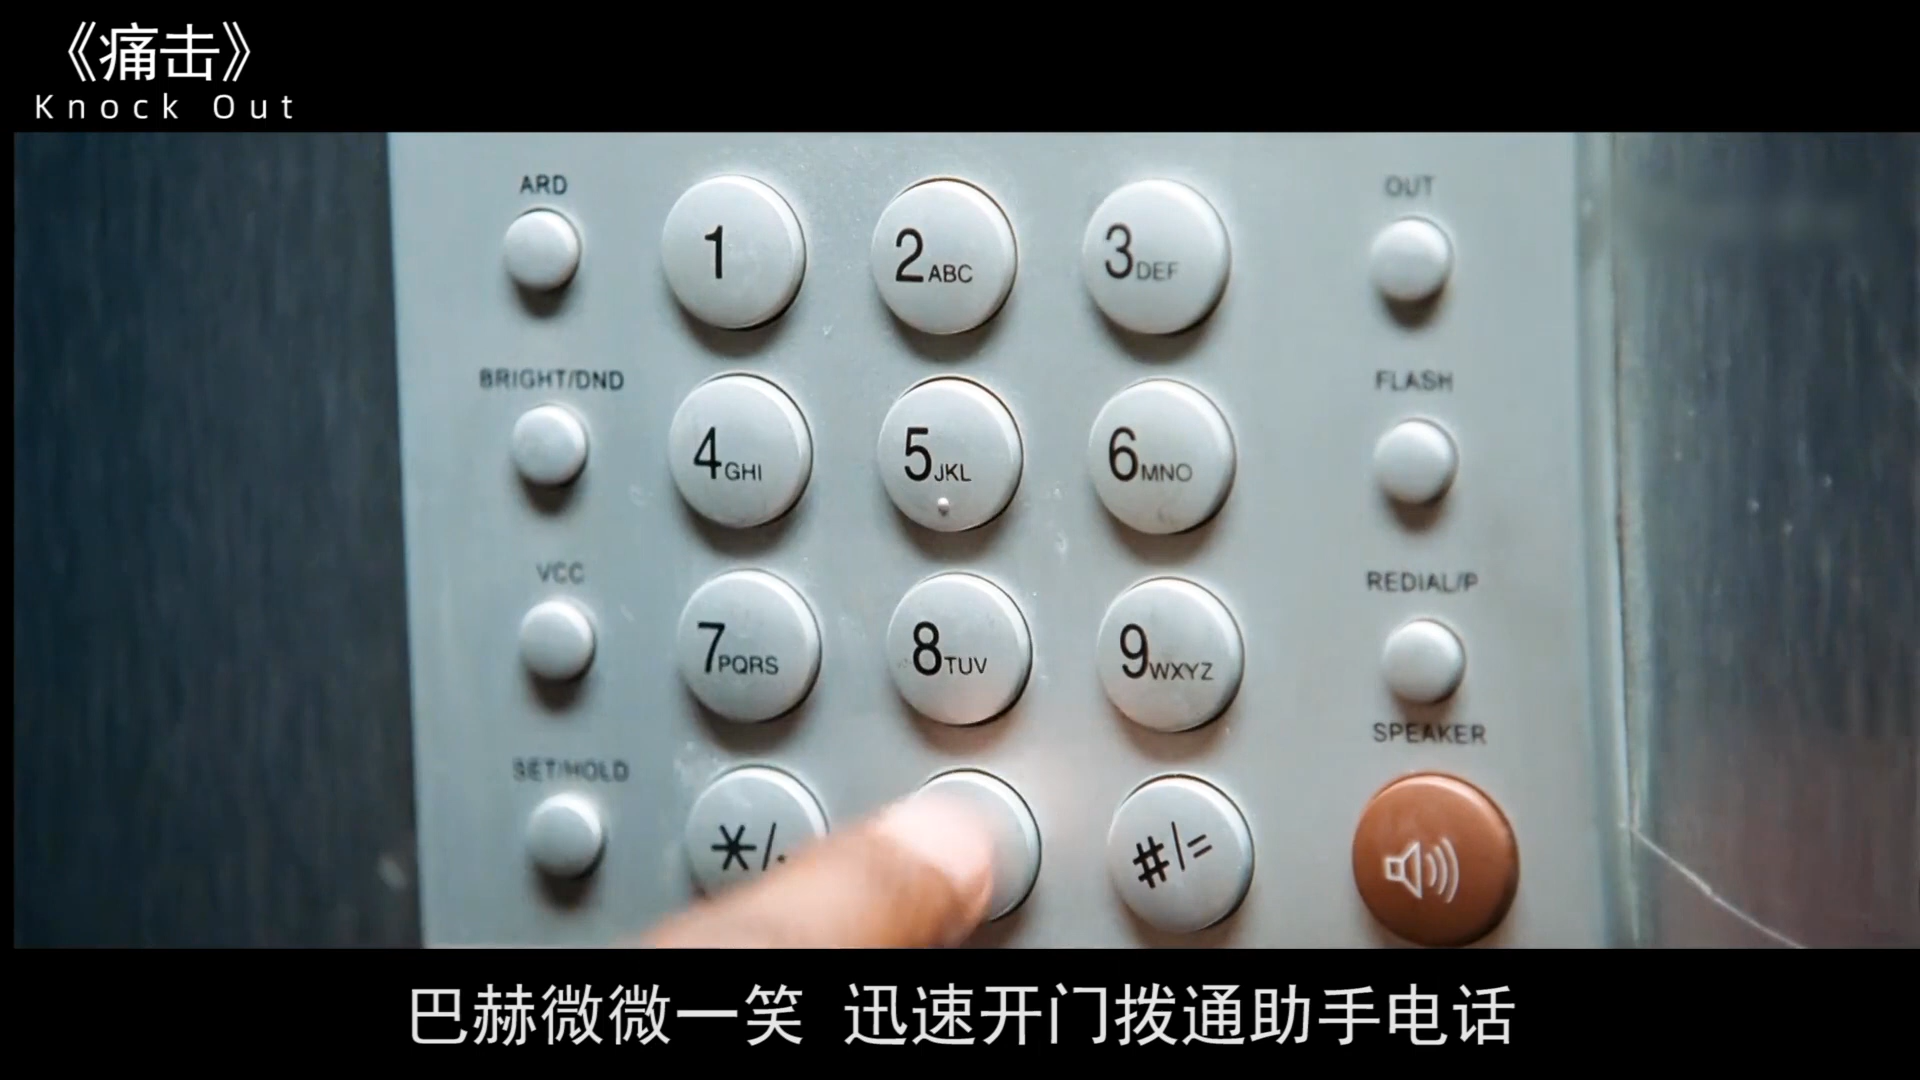 《痛击》
Knock Out
ARD
1
2ABC
3DEF
OUT
BRIGHT/DND
4GHI
5JKL
6MNO
FLASH
VCC
7PQRS
8TUV
9WXYZ
REDIAL/P
SPEAKER
SET/HOLD
*/.
#/=
巴赫微微一笑 迅速开门拨通助手电话